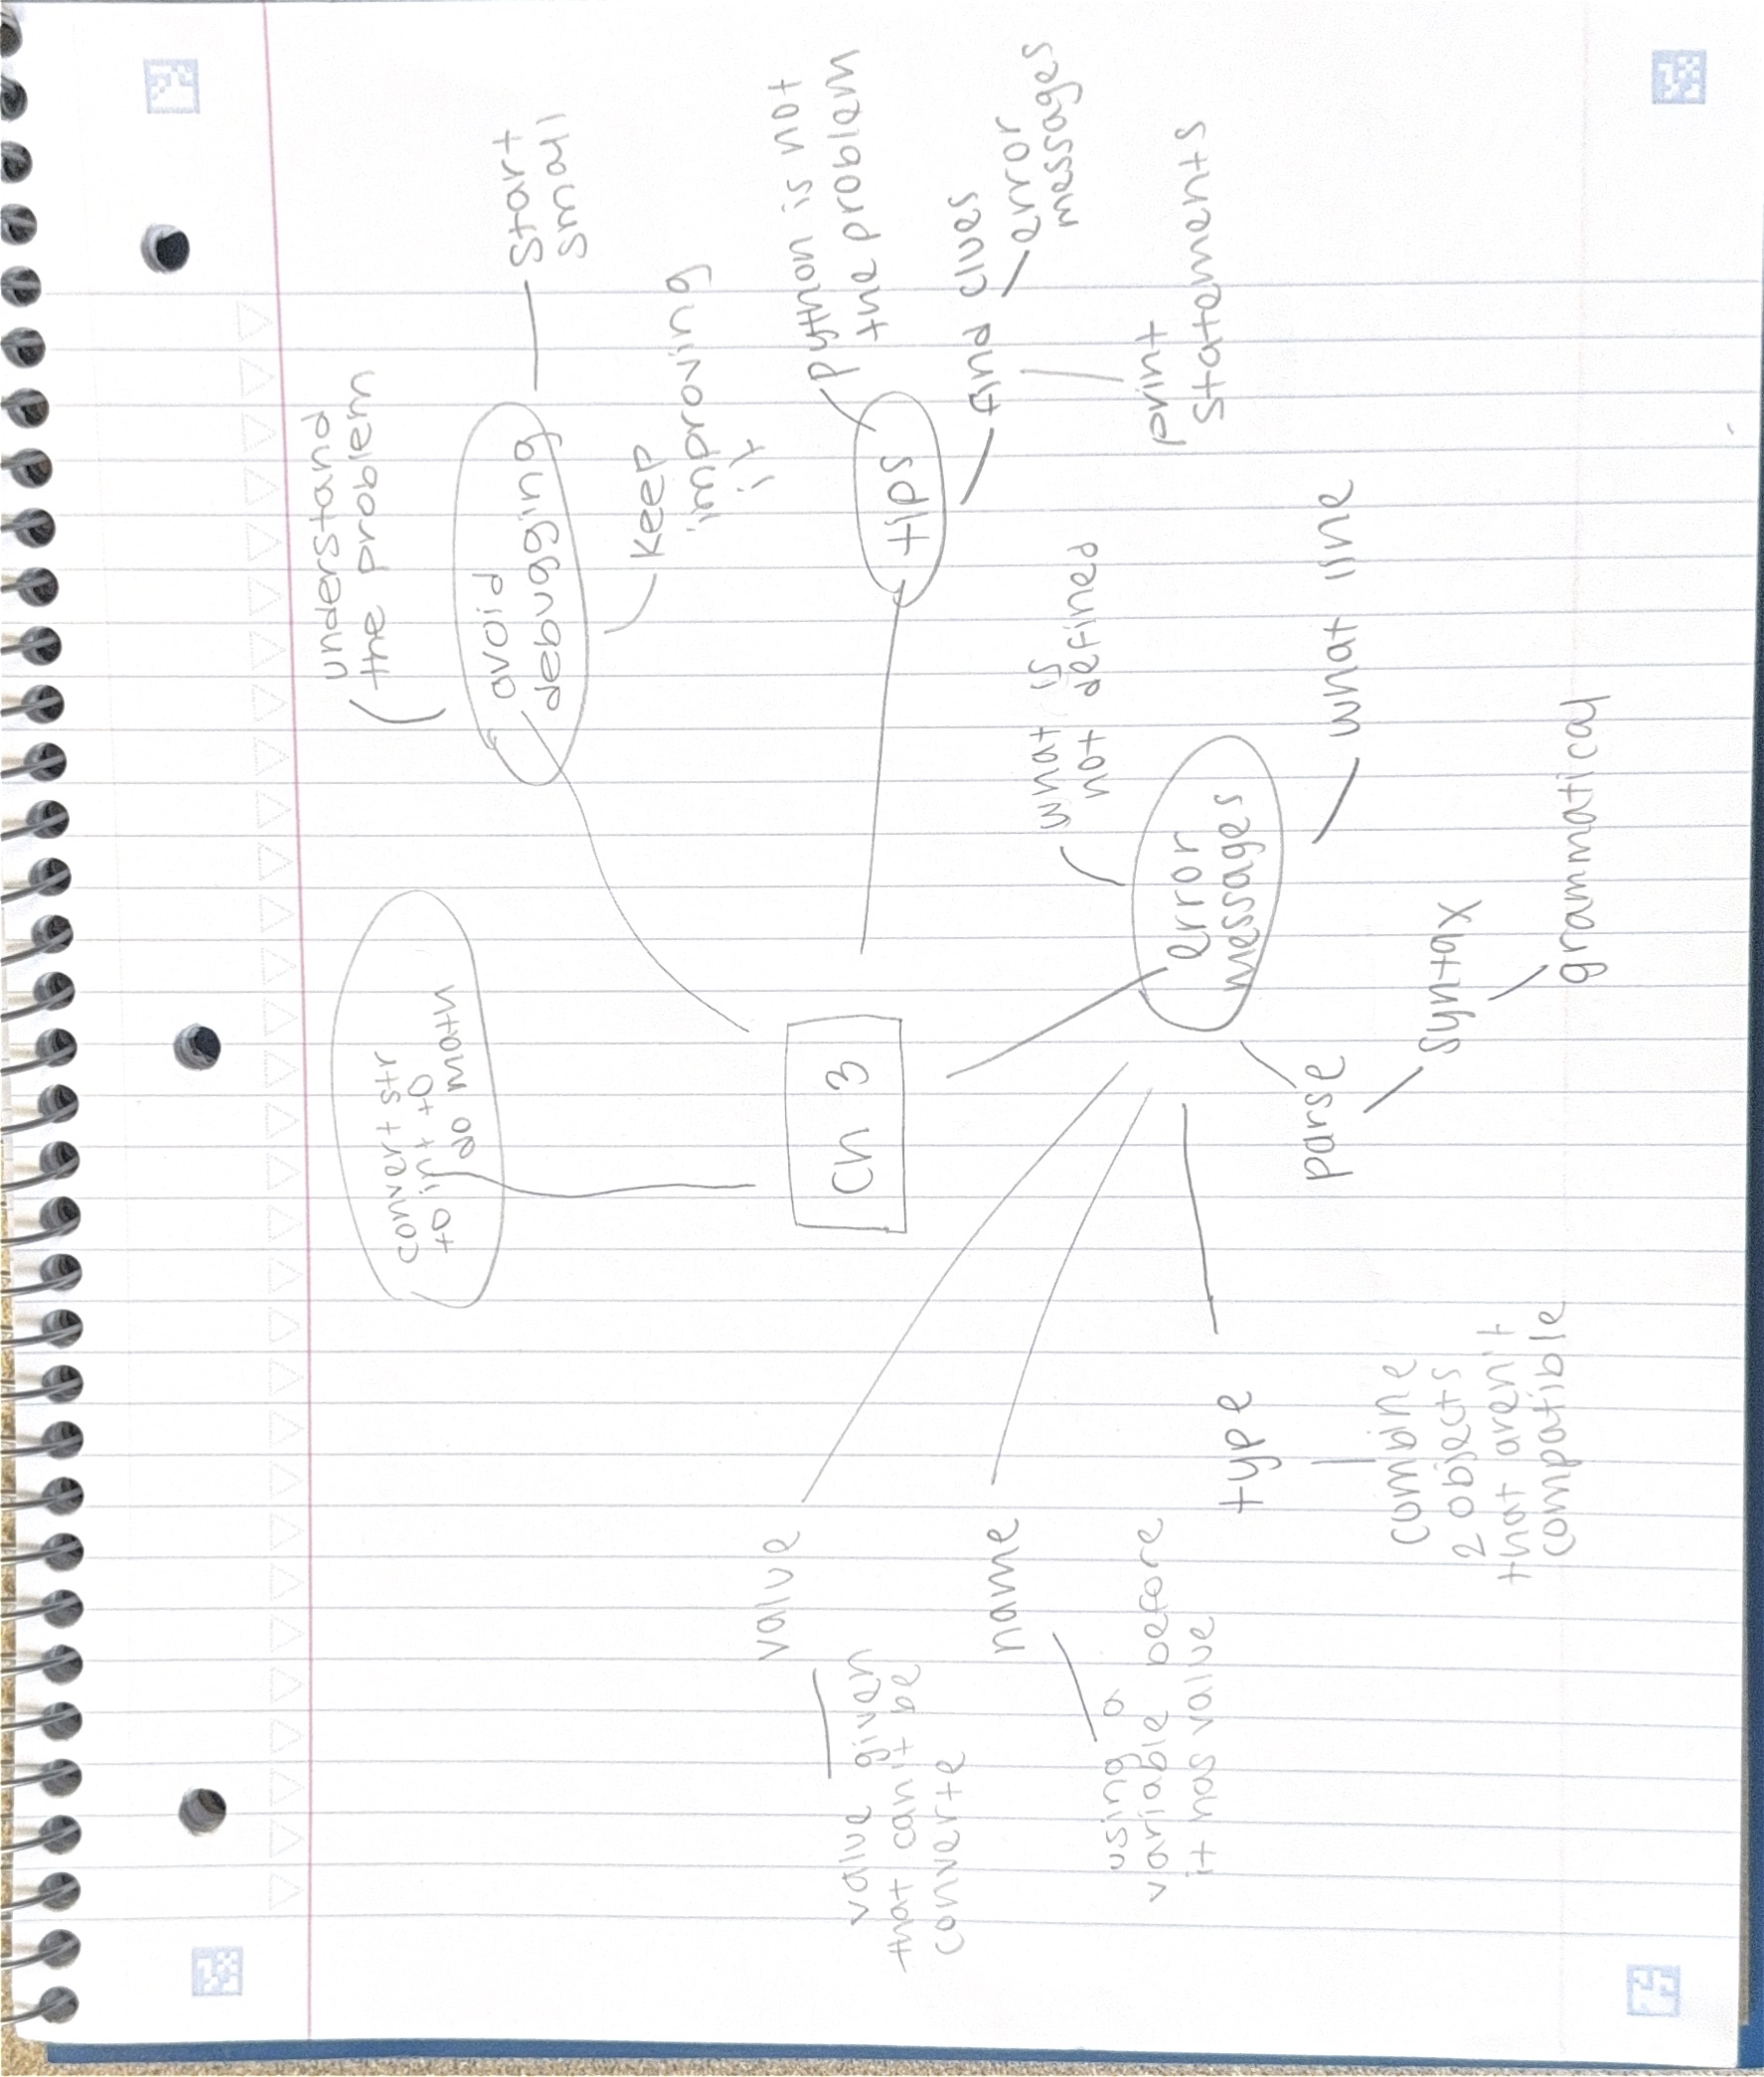 convert str
to int to
do math
understand
the problem
avoid
debugging
start
small
keep
improving
it
Ch 3
tips
python is not
the problem
find clues
error
messages
print
statements
error
messages
what is
not defined
what line
parse
syntax
grammatical
type
combine
2 objects
that aren't
compatible
name
using a
variable before
it has value
value
value given
that can't be
converte